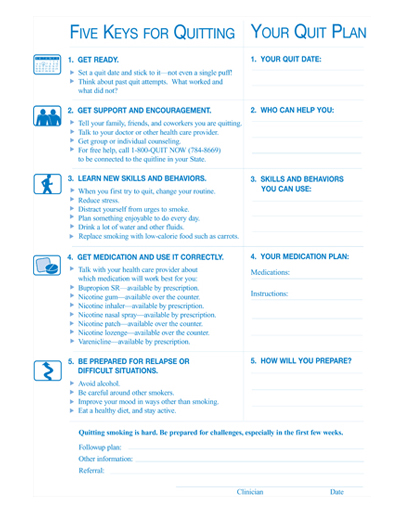 FIVE KEYS FOR QUITTING
YOUR QUIT PLAN
1. GET READY.
Set a quit date and stick to it—not even a single puff!
Think about past quit attempts. What worked and
what did not?
1. YOUR QUIT DATE:
2. GET SUPPORT AND ENCOURAGEMENT.
Tell your family, friends, and coworkers you are quitting.
Talk to your doctor or other health care provider.
Get group or individual counseling.
For free help, call 1-800-QUIT NOW (784-8669)
to be connected to the quitline in your State.
2. WHO CAN HELP YOU:
3. LEARN NEW SKILLS AND BEHAVIORS.
When you first try to quit, change your routine.
Reduce stress.
Distract yourself from urges to smoke.
Plan something enjoyable to do every day.
Drink a lot of water and other fluids.
Replace smoking with low-calorie food such as carrots.
3. SKILLS AND BEHAVIORS
YOU CAN USE:
4. GET MEDICATION AND USE IT CORRECTLY.
Talk with your health care provider about
which medication will work best for you:
Bupropion SR—available by prescription.
Nicotine gum—available over the counter.
Nicotine inhaler—available by prescription.
Nicotine nasal spray—available by prescription.
Nicotine patch—available over the counter.
Nicotine lozenge—available over the counter.
Varenicline—available by prescription.
4. YOUR MEDICATION PLAN:
Medications:
Instructions:
5. BE PREPARED FOR RELAPSE OR
DIFFICULT SITUATIONS.
Avoid alcohol.
Be careful around other smokers.
Improve your mood in ways other than smoking.
Eat a healthy diet, and stay active.
5. HOW WILL YOU PREPARE?
Quitting smoking is hard. Be prepared for challenges, especially in the first few weeks.
Followup plan:
Other information:
Referral:
Clinician
Date